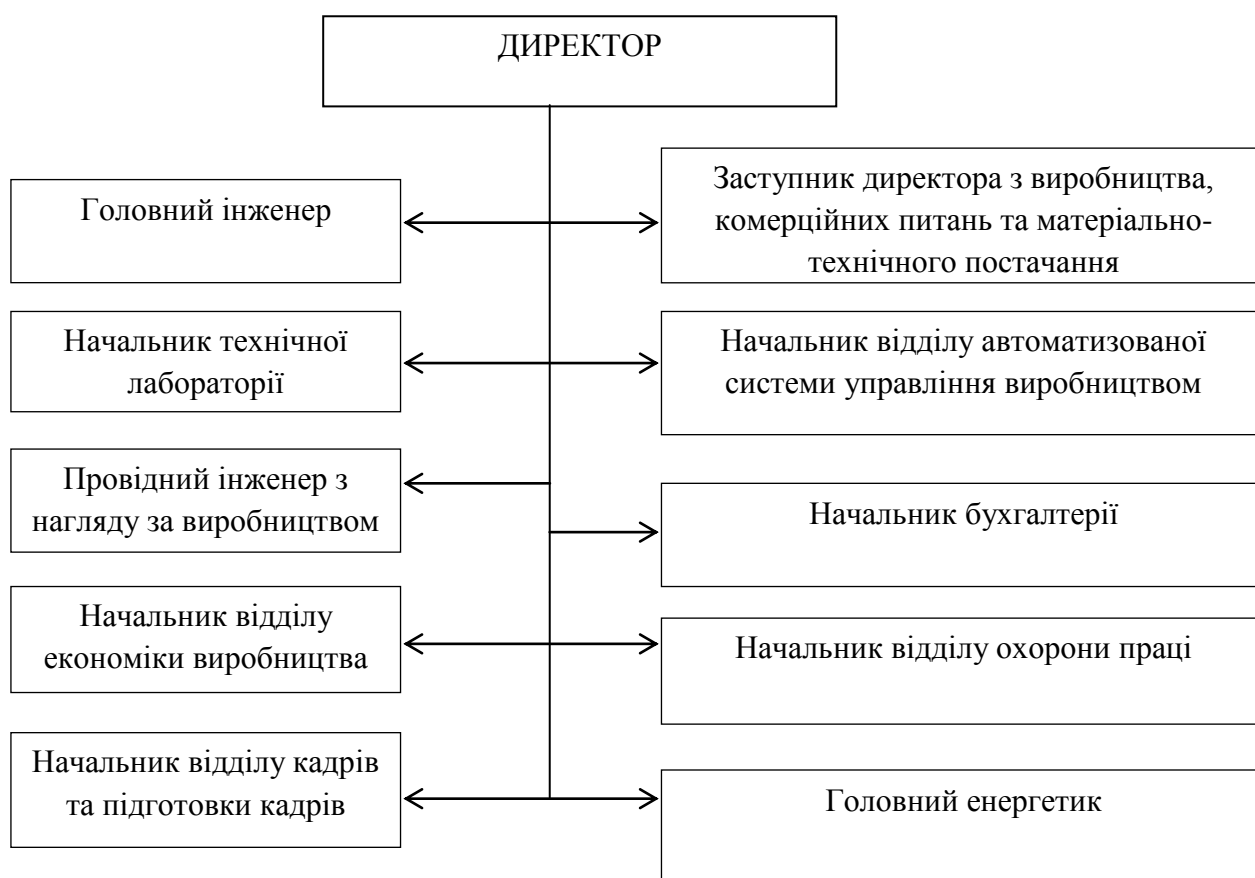 ДИРЕКТОР
Головний інженер
Заступник директора з виробництва,
комерційних питань та матеріально-
технічного постачання
Начальник технічної
лабораторії
Начальник відділу автоматизованої
системи управління виробництвом
Провідний інженер з
нагляду за виробництвом
Начальник бухгалтерії
Начальник відділу
економіки виробництва
Начальник відділу охорони праці
Начальник відділу кадрів
та підготовки кадрів
Головний енергетик